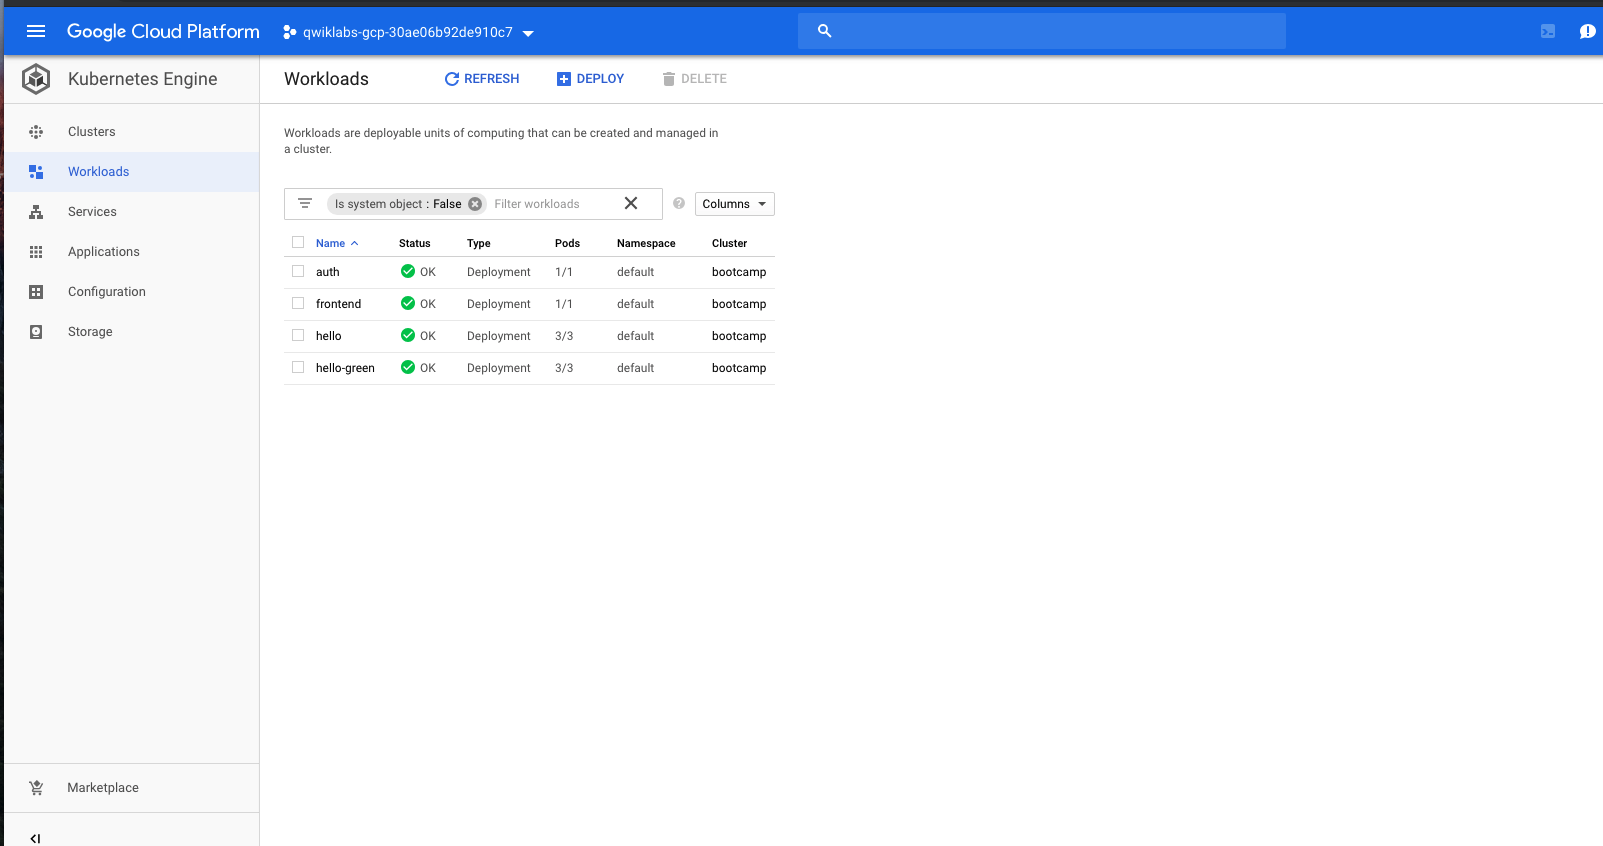 Google Cloud Platform qwiklabs-gcp-30ae06b92de910c7
Kubernetes Engine
Workloads REFRESH DEPLOY DELETE
Clusters
Workloads
Services
Applications
Configuration
Storage
Marketplace
Workloads are deployable units of computing that can be created and managed in
a cluster.
Is system object : False Filter workloads Columns
Name Status Type Pods Namespace Cluster
auth OK Deployment 1/1 default bootcamp
frontend OK Deployment 1/1 default bootcamp
hello OK Deployment 3/3 default bootcamp
hello-green OK Deployment 3/3 default bootcamp